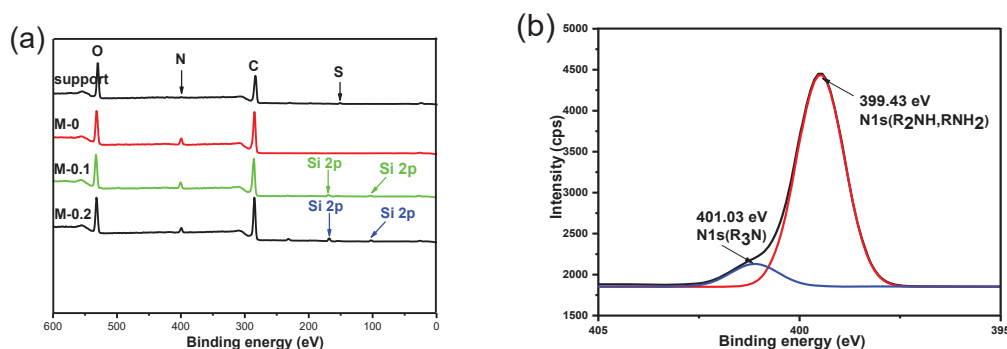 (a)
O
N
C
S
support
M-0
M-0.1
Si 2p
Si 2p
M-0.2
Si 2p
Si 2p
600 500 400 300 200 100 0
Binding energy (eV)
(b)
5000
4500
4000
3500
3000
2500
2000
1500
Intensity (cps)
399.43 eV
N1s(R2NH,RNH2)
401.03 eV
N1s(R3N)
405 400 395
Binding energy (eV)